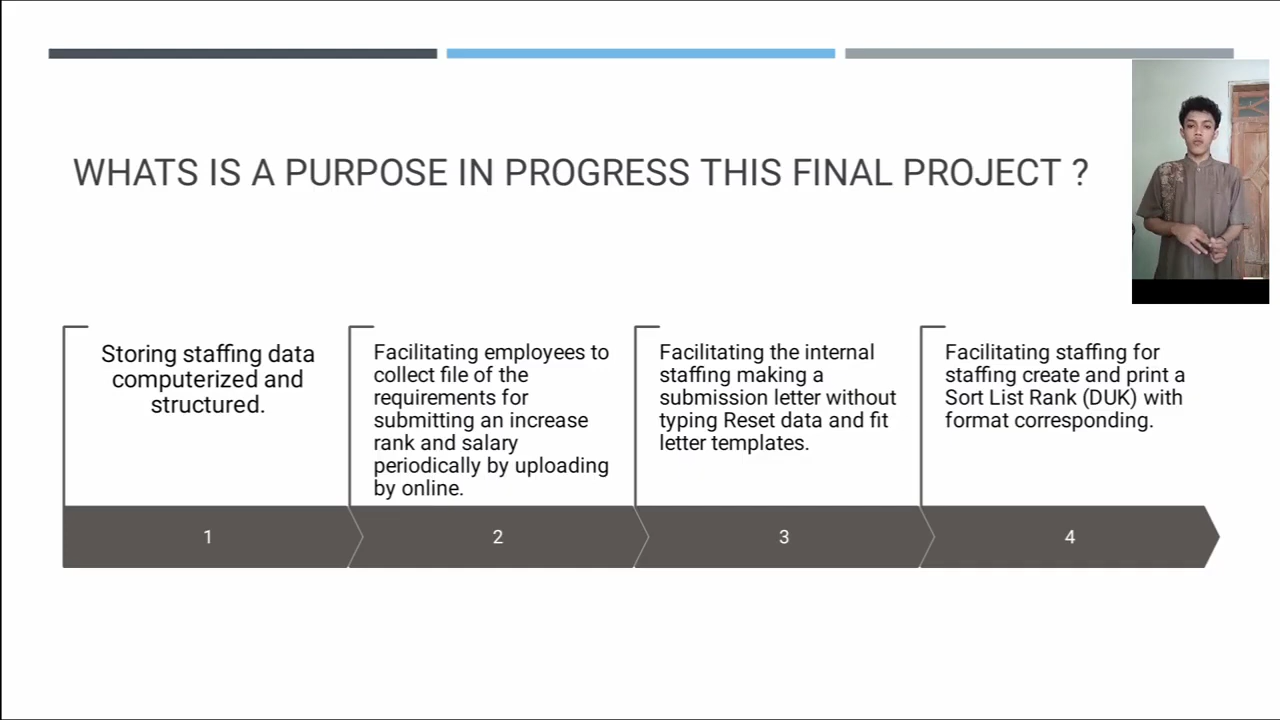 WHATS IS A PURPOSE IN PROGRESS THIS FINAL PROJECT ?
Storing staffing data
computerized and
structured.
Facilitating employees to
collect file of the
requirements for
submitting an increase
rank and salary
periodically by uploading
by online.
Facilitating the internal
staffing making a
submission letter without
typing Reset data and fit
letter templates.
Facilitating staffing for
staffing create and print a
Sort List Rank (DUK) with
format corresponding.
1
2
3
4